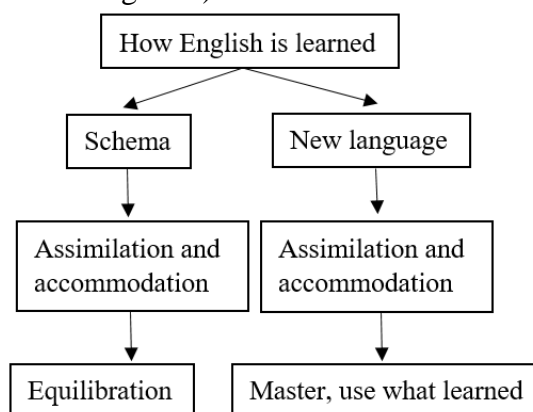 How English is learned
Schema
New language
Assimilation and
accommodation
Assimilation and
accommodation
Equilibration
Master, use what learned